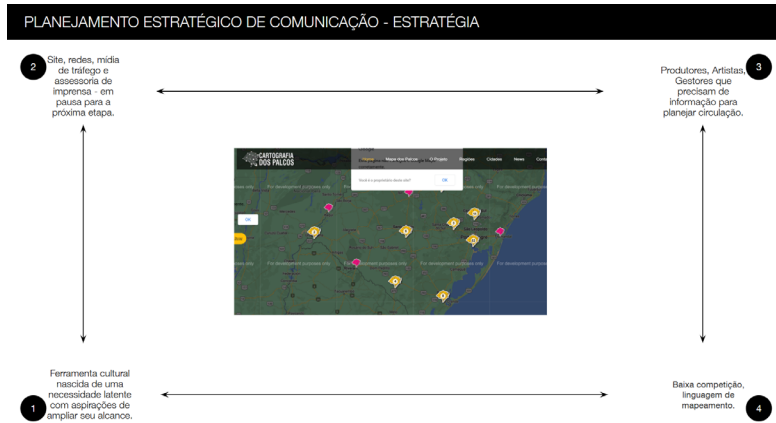 PLANEJAMENTO ESTRATÉGICO DE COMUNICAÇÃO - ESTRATÉGIA
2
Site, redes, mídia
de tráfego e
assessoria de
imprensa - em
pausa para a
próxima etapa.
Produtores, Artistas,
Gestores que
precisam de
informação para
planejar circulação.
3
CARTOGRAFIA
DOS PALCOS
Mapa dos Palcos
O Projeto
Regiões
Cidades
News
OK
OK
For development purposes only
For development purposes only
For development purposes only
For development purposes only
Ferramenta cultural
nascida de uma
necessidade latente
com aspirações de
ampliar seu alcance.
1
Baixa competição,
linguagem de
mapeamento.
4